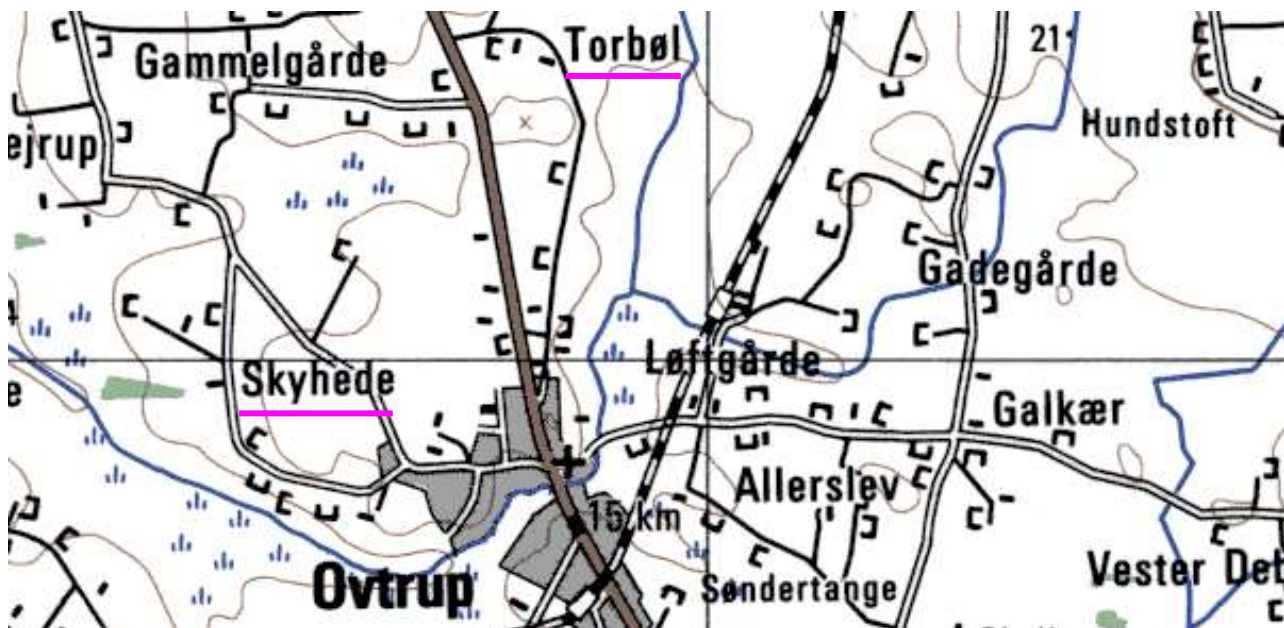 Torbøl
Gammelgårde
21
Hundstoft
ejrup
Gadegårde
Løftgårde
Skyhede
e
Galkær
Allerslev
15 km
Ovtrup
Søndertange
Vester Deb